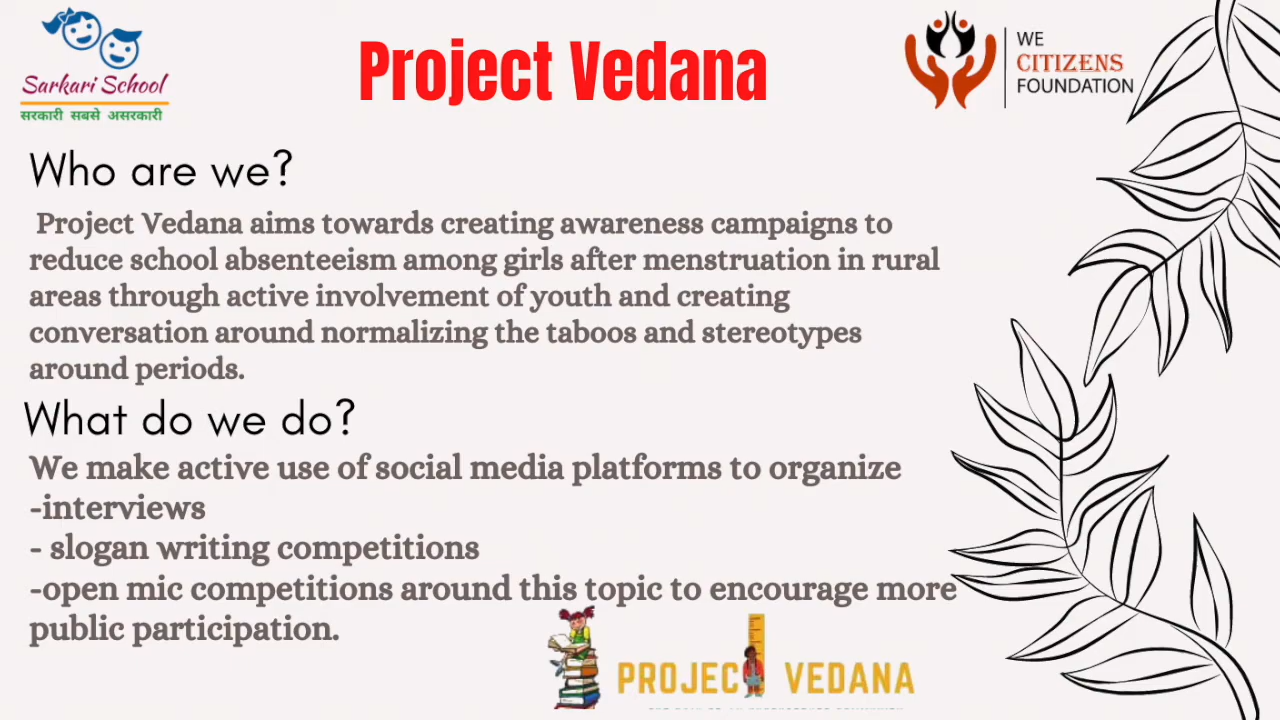 Sarkari School
सरकारी सबसे असरकारी
Project Vedana
WE
CITIZENS
FOUNDATION
Who are we?
Project Vedana aims towards creating awareness campaigns to
reduce school absenteeism among girls after menstruation in rural
areas through active involvement of youth and creating
conversation around normalizing the taboos and stereotypes
around periods.
What do we do?
We make active use of social media platforms to organize
-interviews
- slogan writing competitions
-open mic competitions around this topic to encourage more
public participation.
PROJECT VEDANA